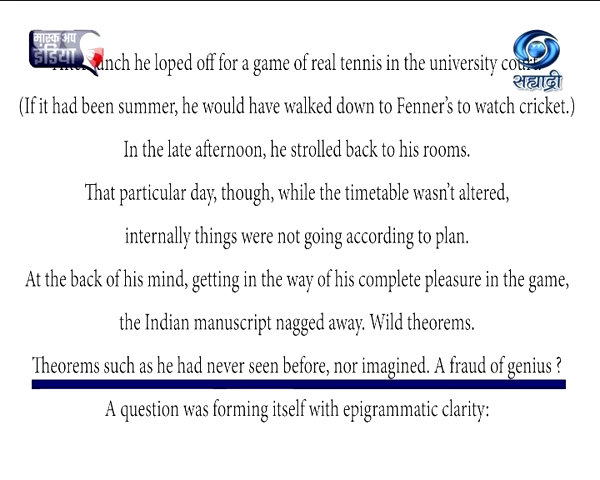 मास्क अप
इंडिया
सह्याद्री
After lunch he loped off for a game of real tennis in the university court.
(If it had been summer, he would have walked down to Fenner's to watch cricket.)
In the late afternoon, he strolled back to his rooms.
That particular day, though, while the timetable wasn't altered,
internally things were not going according to plan.
At the back of his mind, getting in the way of his complete pleasure in the game,
the Indian manuscript nagged away. Wild theorems.
Theorems such as he had never seen before, nor imagined. A fraud of genius ?
A question was forming itself with epigrammatic clarity: